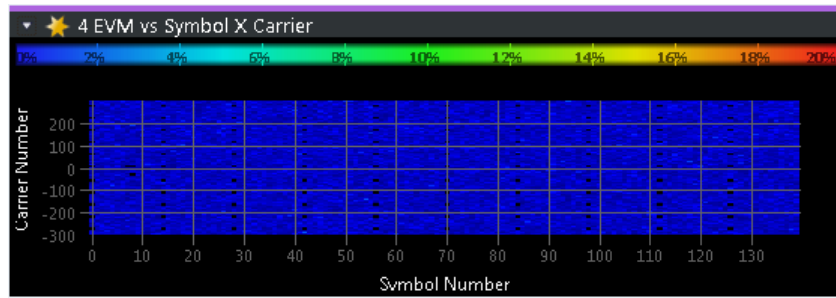 4 EVM vs Symbol X Carrier
0% 2% 4% 6% 8% 10% 12% 14% 16% 18% 20%
Carrier Number
200
100
0
-100
-200
-300
0 10 20 30 40 50 60 70 80 90 100 110 120 130
Symbol Number